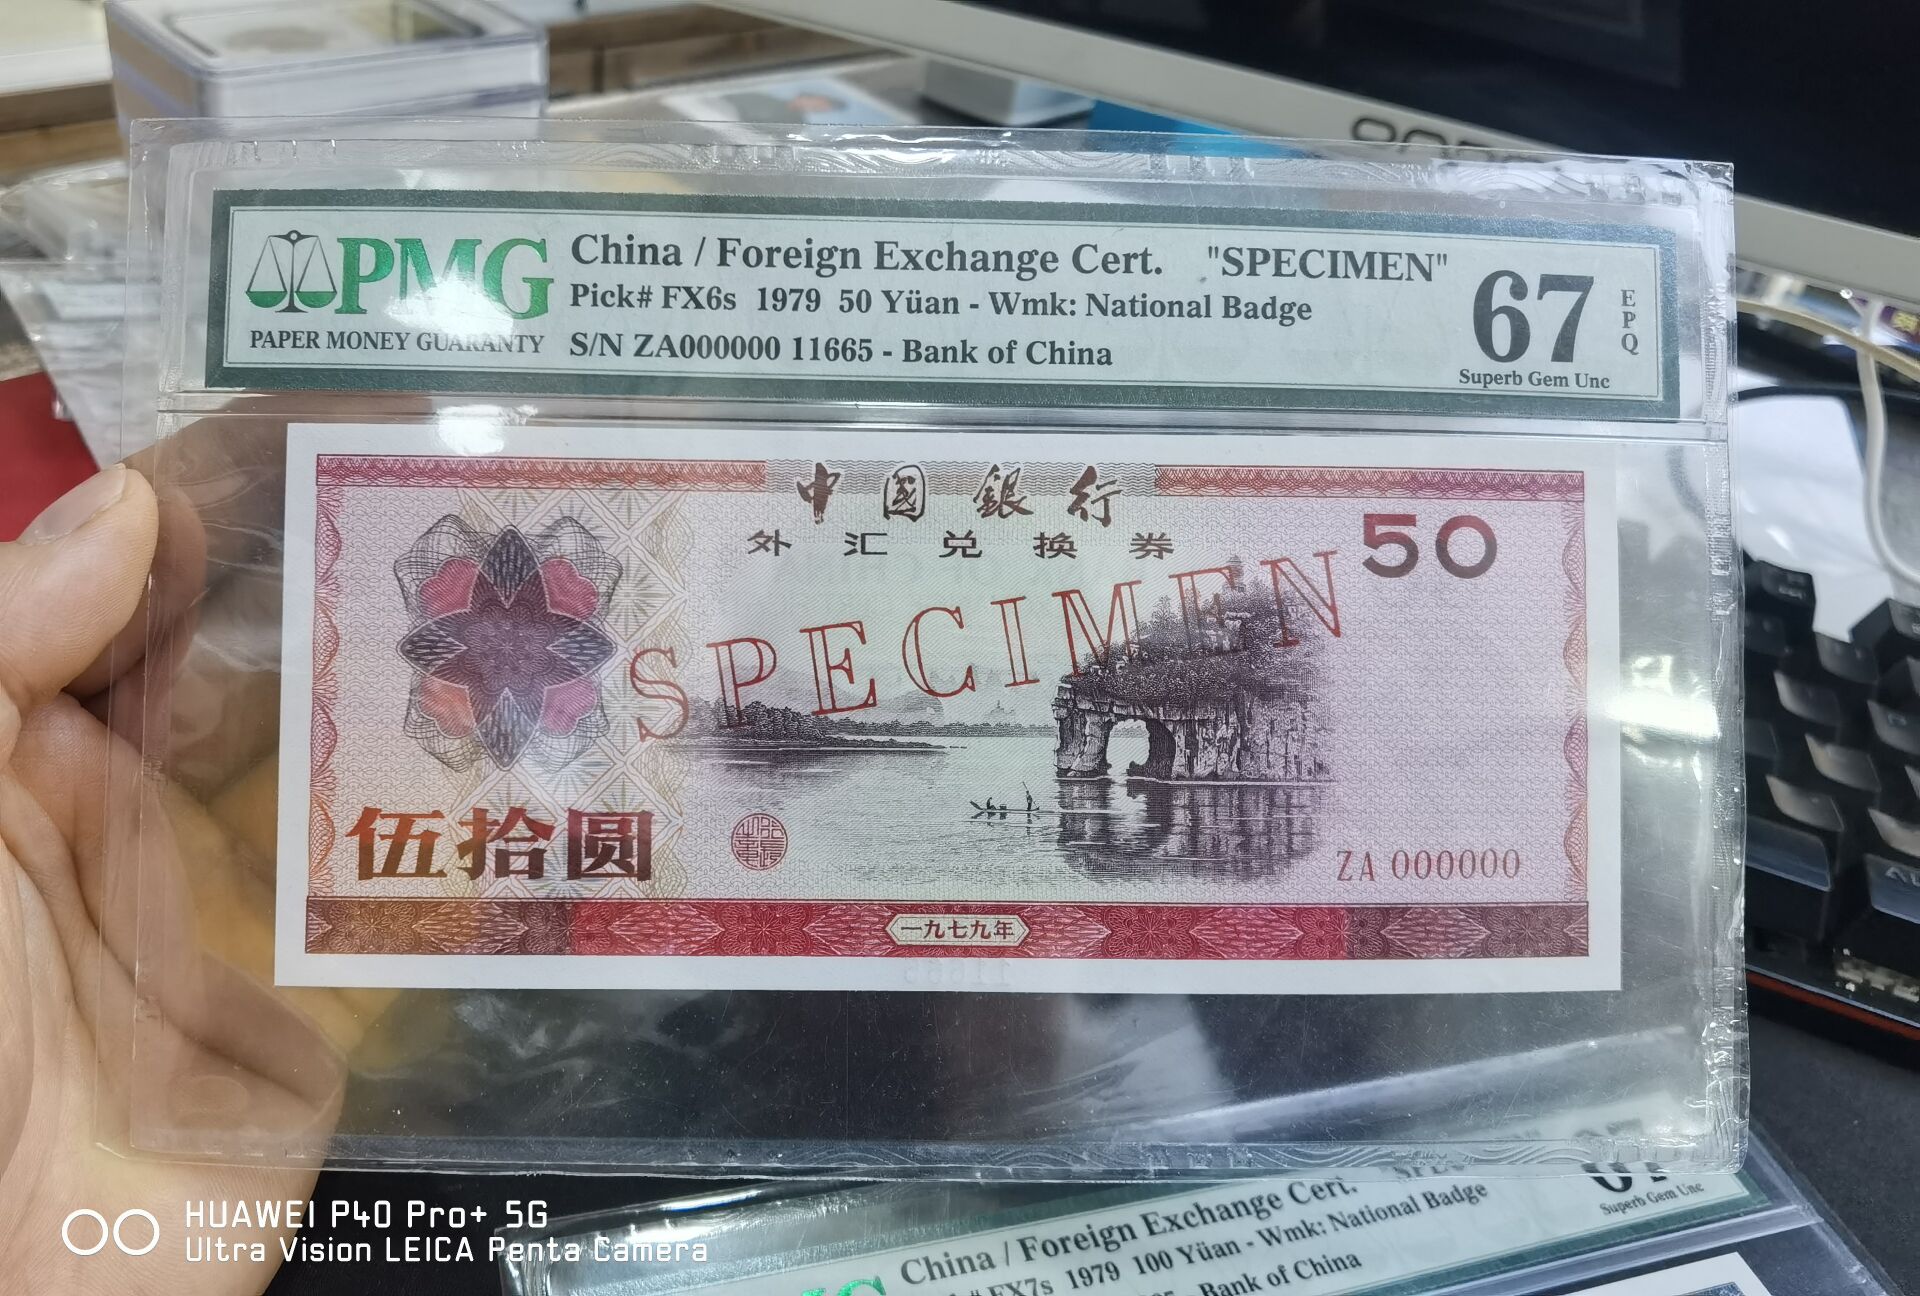 PMG
PAPER MONEY GUARANTY
China / Foreign Exchange Cert. "SPECIMEN"
Pick# FX6s 1979 50 Yüan - Wmk: National Badge
S/N ZA000000 11665 - Bank of China
67
EPQ
Superb Gem Unc
中國銀行
外汇兑换券
50
SPECIMEN
伍拾圆
ZA 000000
一九七九年
HUAWEI P40 Pro+ 5G
Ultra Vision LEICA Penta Camera
China / Foreign Exchange Cert.
FX7s 1979 100 Yüan - Wmk: National Badge
Bank of China
Superb Gem Unc